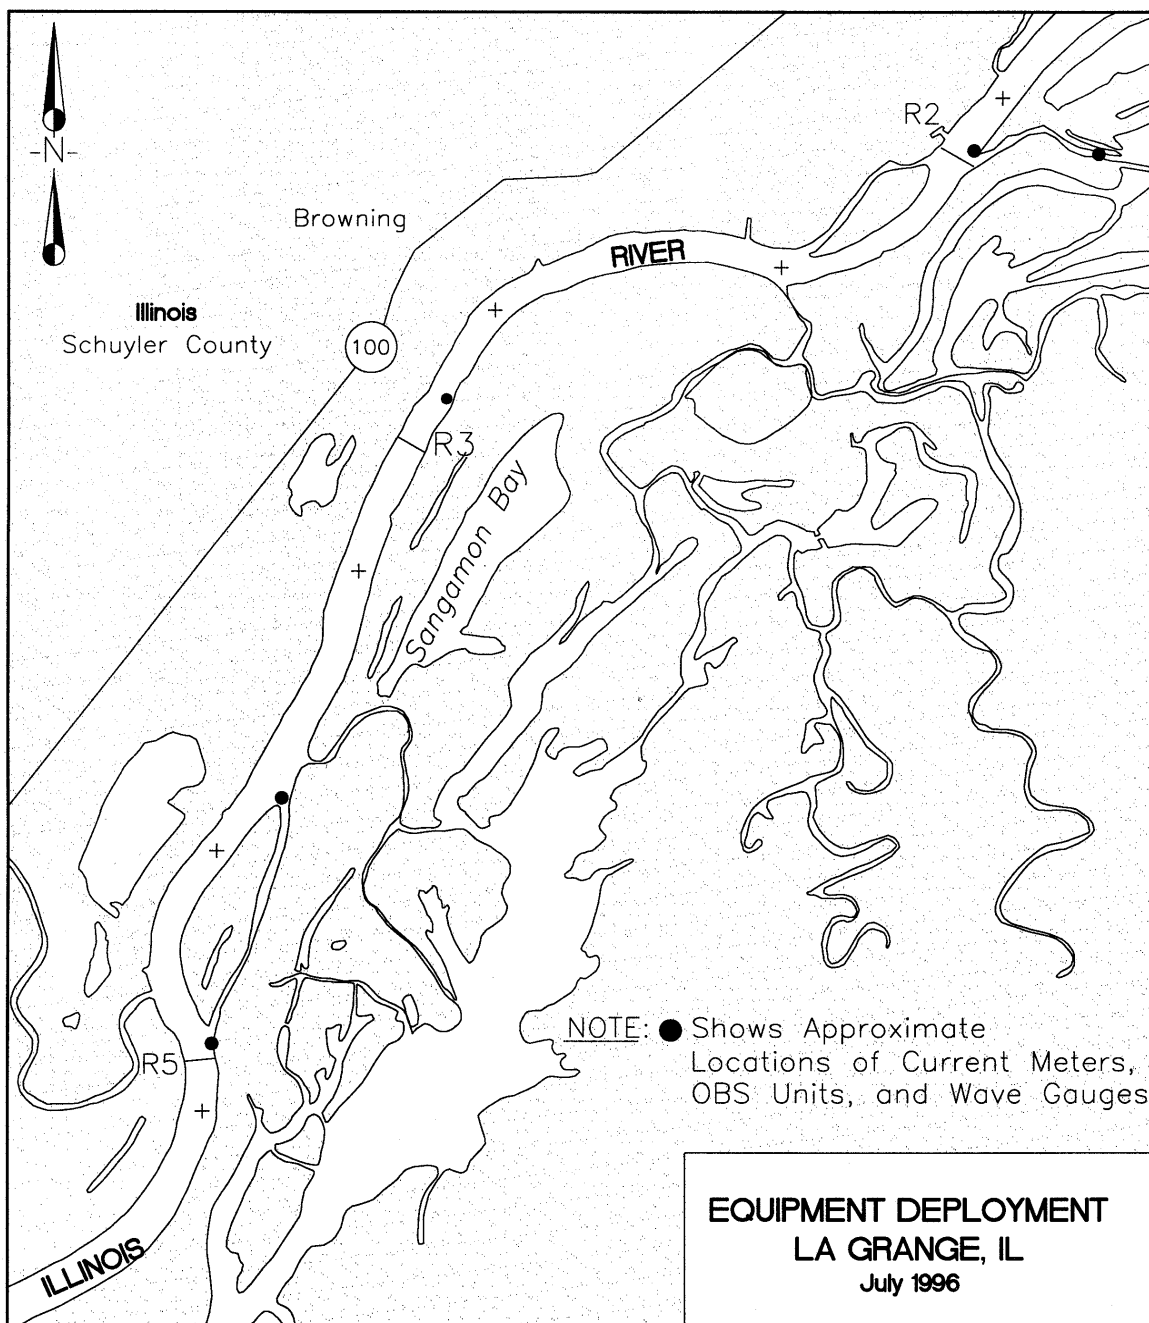 R2
-N-
Browning
RIVER
Illinois
Schuyler County
100
R3
Sangamon Bay
NOTE: ● Shows Approximate
Locations of Current Meters,
OBS Units, and Wave Gauges
R5
ILLINOIS
EQUIPMENT DEPLOYMENT
LA GRANGE, IL
July 1996